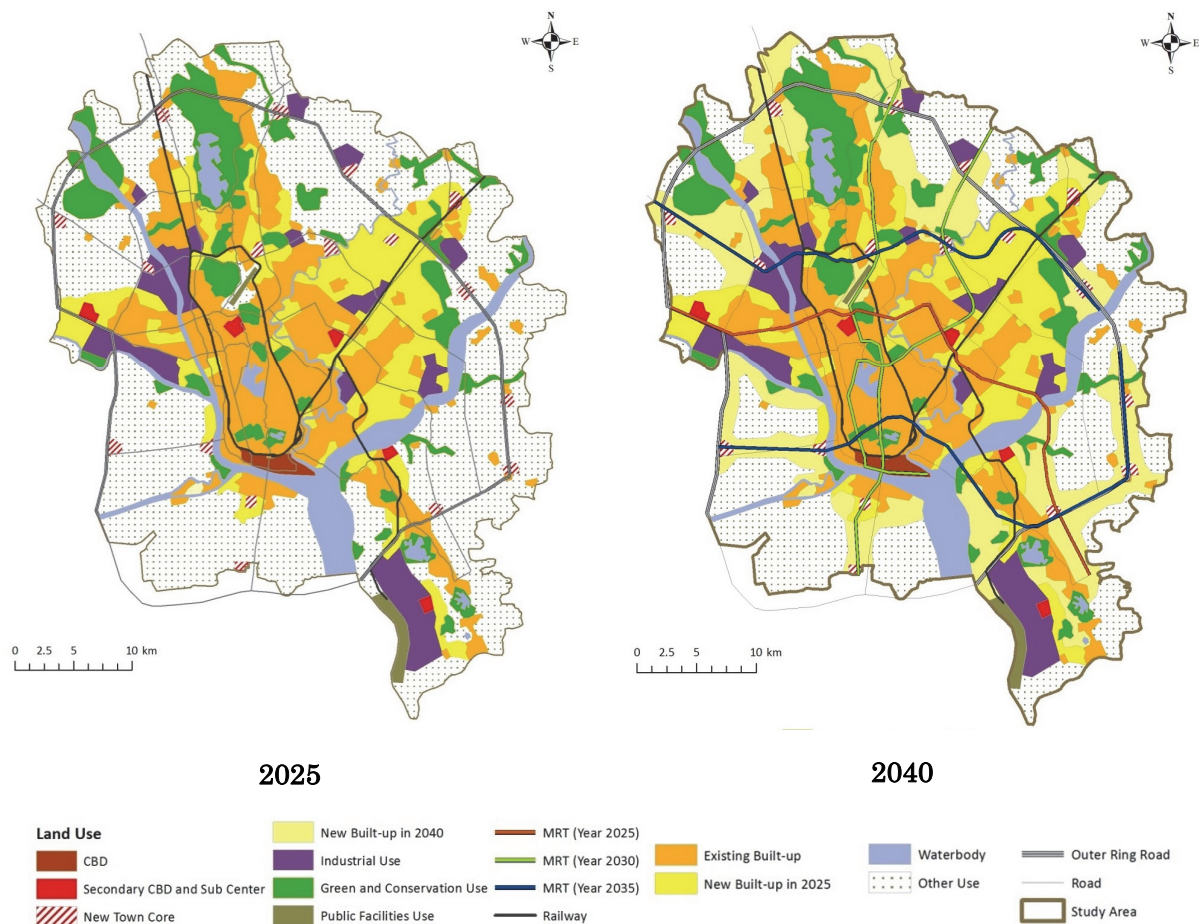 N
W E
S
N
W E
S
0 2.5 5 10 km
0 2.5 5 10 km
2025
2040
Land Use
CBD
Secondary CBD and Sub Center
New Town Core
New Built-up in 2040
Industrial Use
Green and Conservation Use
Public Facilities Use
MRT (Year 2025)
MRT (Year 2030)
MRT (Year 2035)
Railway
Existing Built-up
New Built-up in 2025
Waterbody
Other Use
Outer Ring Road
Road
Study Area